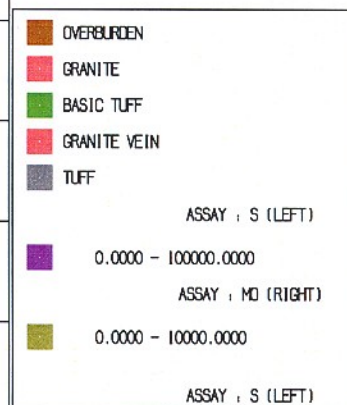 OVERBURDEN
GRANITE
BASIC TUFF
GRANITE VEIN
TUFF
ASSAY : S (LEFT)
0.0000 - 100000.0000
ASSAY : MO (RIGHT)
0.0000 - 10000.0000
ASSAY : S (LEFT)